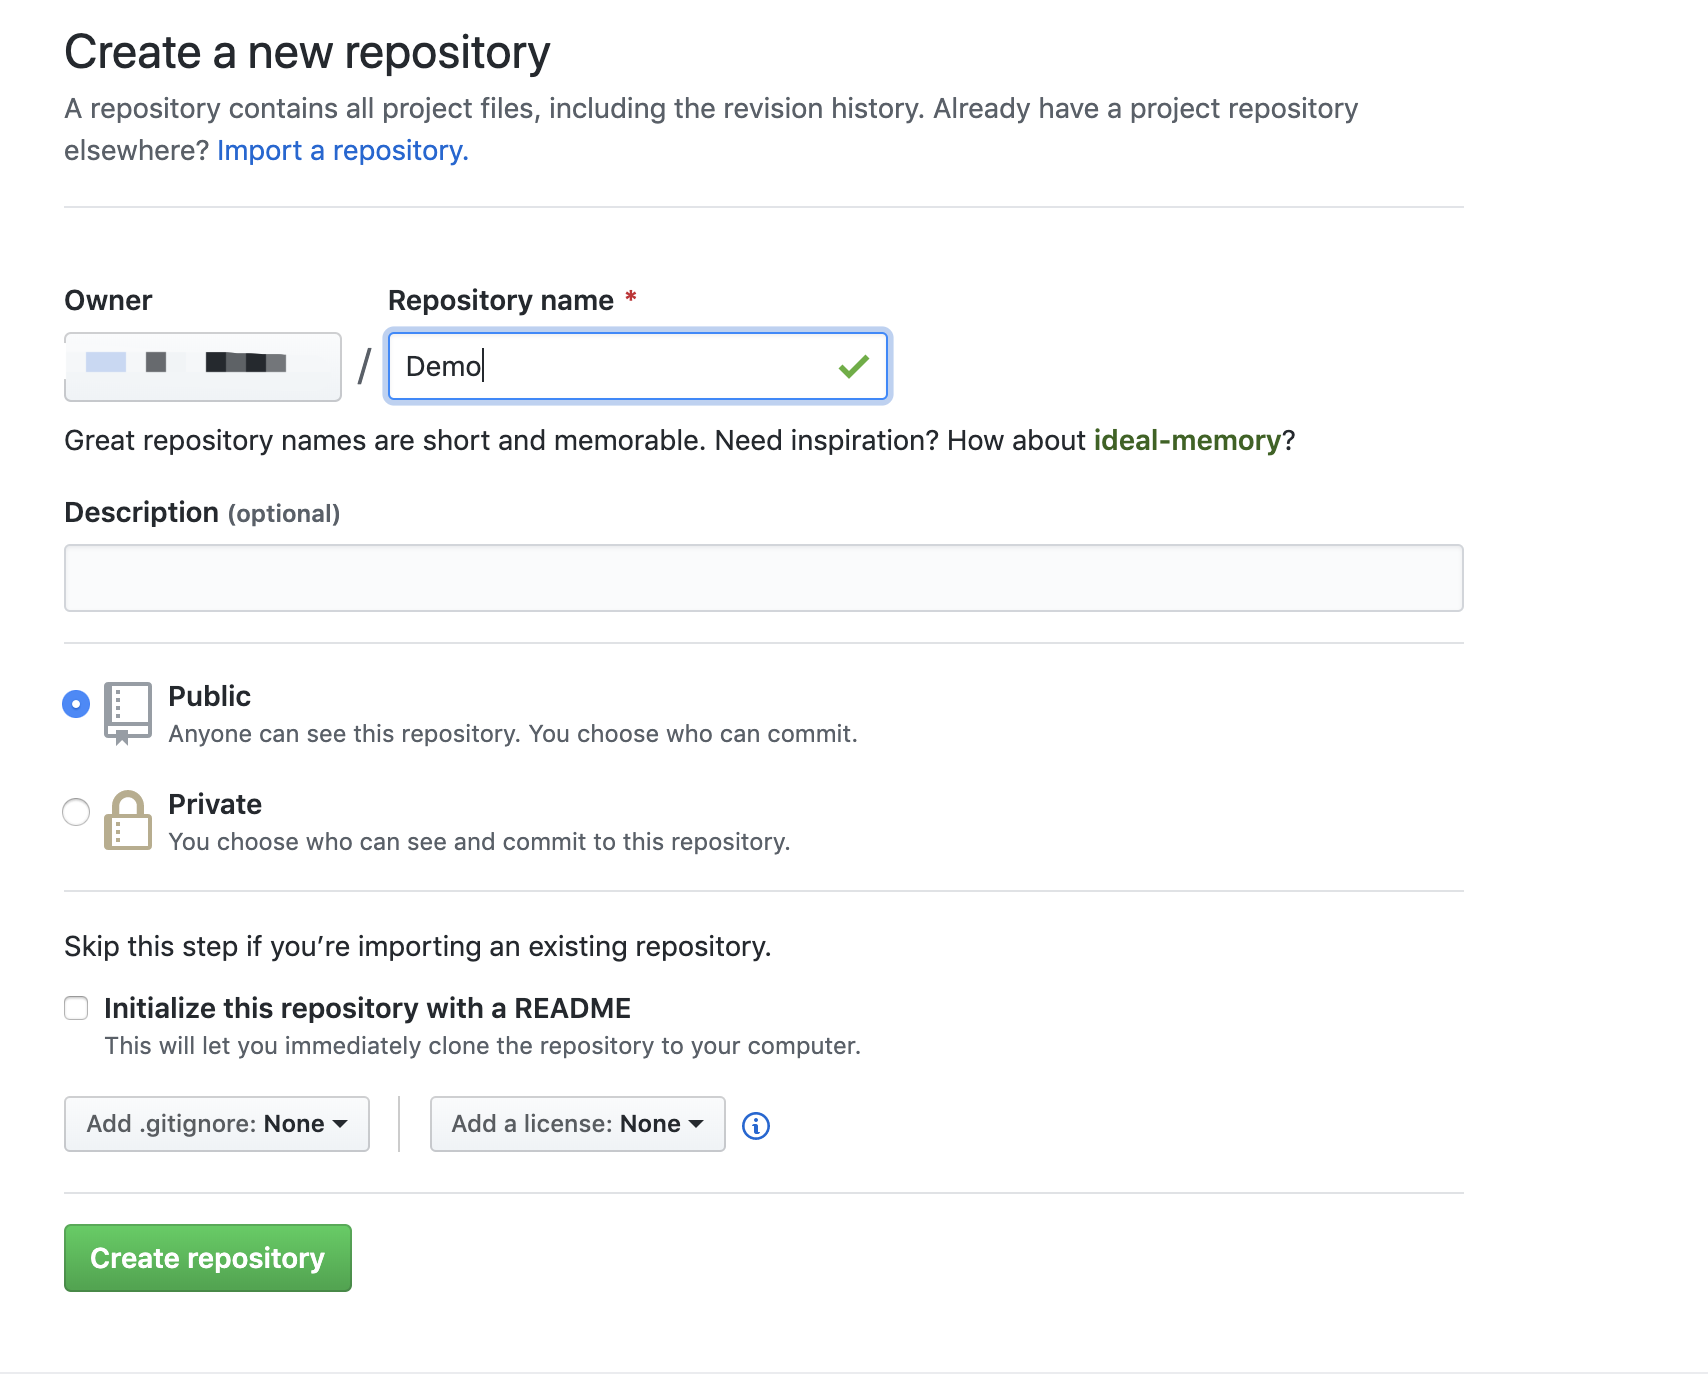 Create a new repository
A repository contains all project files, including the revision history. Already have a project repository
elsewhere? Import a repository.
Owner
Repository name *
/
Demo
Great repository names are short and memorable. Need inspiration? How about ideal-memory?
Description (optional)
Public
Anyone can see this repository. You choose who can commit.
Private
You choose who can see and commit to this repository.
Skip this step if you’re importing an existing repository.
Initialize this repository with a README
This will let you immediately clone the repository to your computer.
Add .gitignore: None
Add a license: None
Create repository